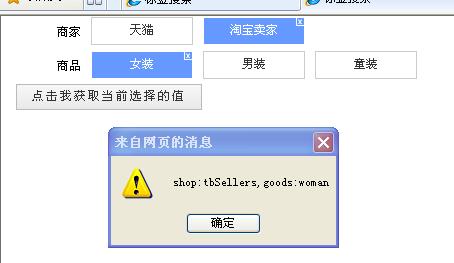 商家 天猫 淘宝卖家
商品 女装 男装 童装
点击我获取当前选择的值
来自网页的消息
shop:tbSellers,goods:woman
确定